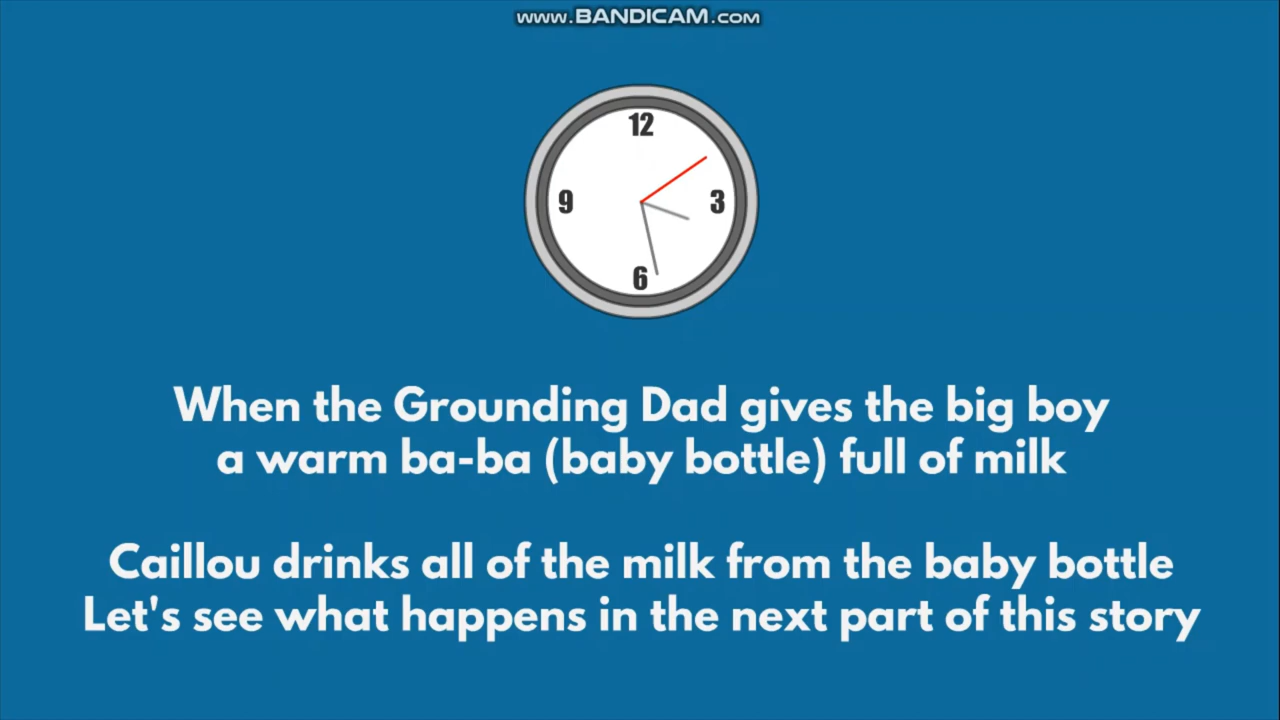 www.BANDICAM.com
12
9
3
6
When the Grounding Dad gives the big boy
a warm ba-ba (baby bottle) full of milk
Caillou drinks all of the milk from the baby bottle
Let's see what happens in the next part of this story